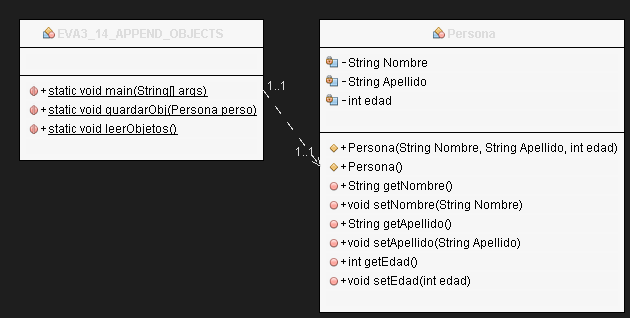 EVA3_14_APPEND_OBJECTS
+ static void main(String[] args)
+ static void guardarObj(Persona perso)
+ static void leerObjetos()
1..1
1..1
Persona
- String Nombre
- String Apellido
- int edad
+ Persona(String Nombre, String Apellido, int edad)
+ Persona()
+ String getNombre()
+ void setNombre(String Nombre)
+ String getApellido()
+ void setApellido(String Apellido)
+ int getEdad()
+ void setEdad(int edad)